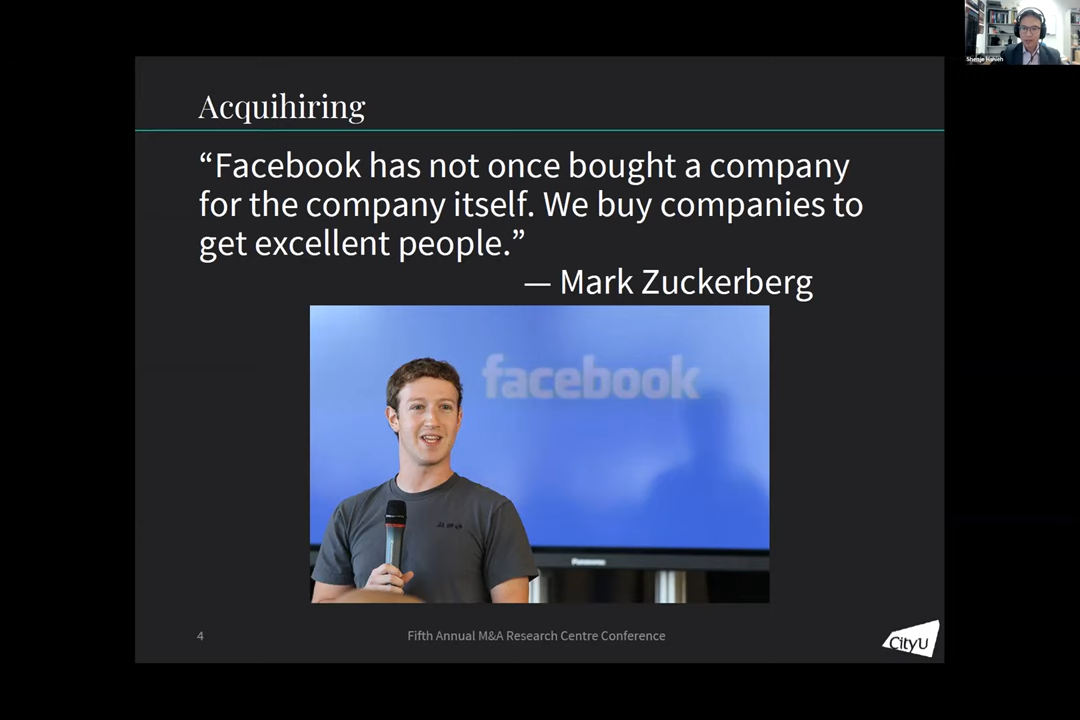 Acquihiring
“Facebook has not once bought a company
for the company itself. We buy companies to
get excellent people.”
— Mark Zuckerberg
facebook
Panasonic
4
Fifth Annual M&A Research Centre Conference
CityU